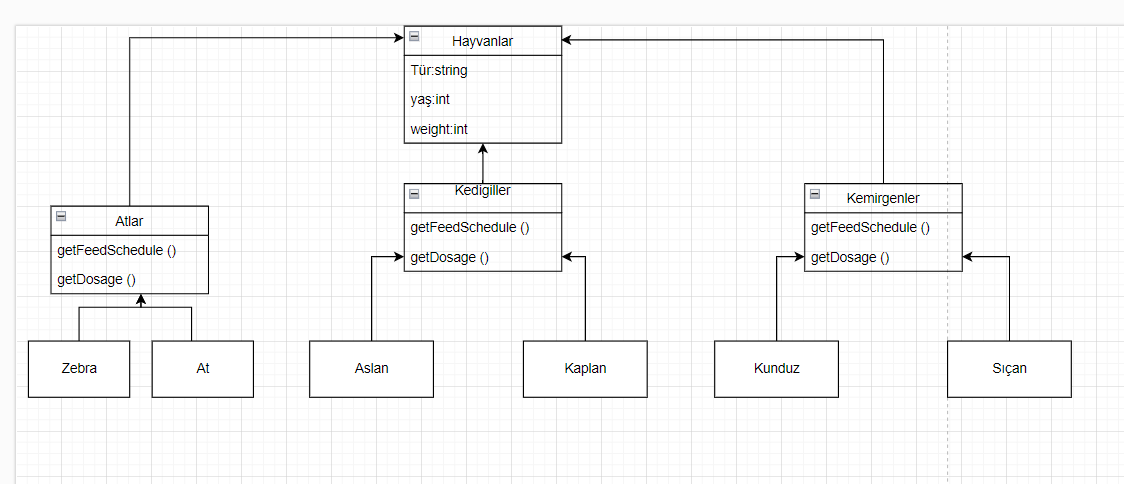 Hayvanlar
Tür:string
yaş:int
weight:int
Atlar
getFeedSchedule ()
getDosage ()
Kedigiller
getFeedSchedule ()
getDosage ()
Kemirgenler
getFeedSchedule ()
getDosage ()
Zebra
At
Aslan
Kaplan
Kunduz
Sıçan